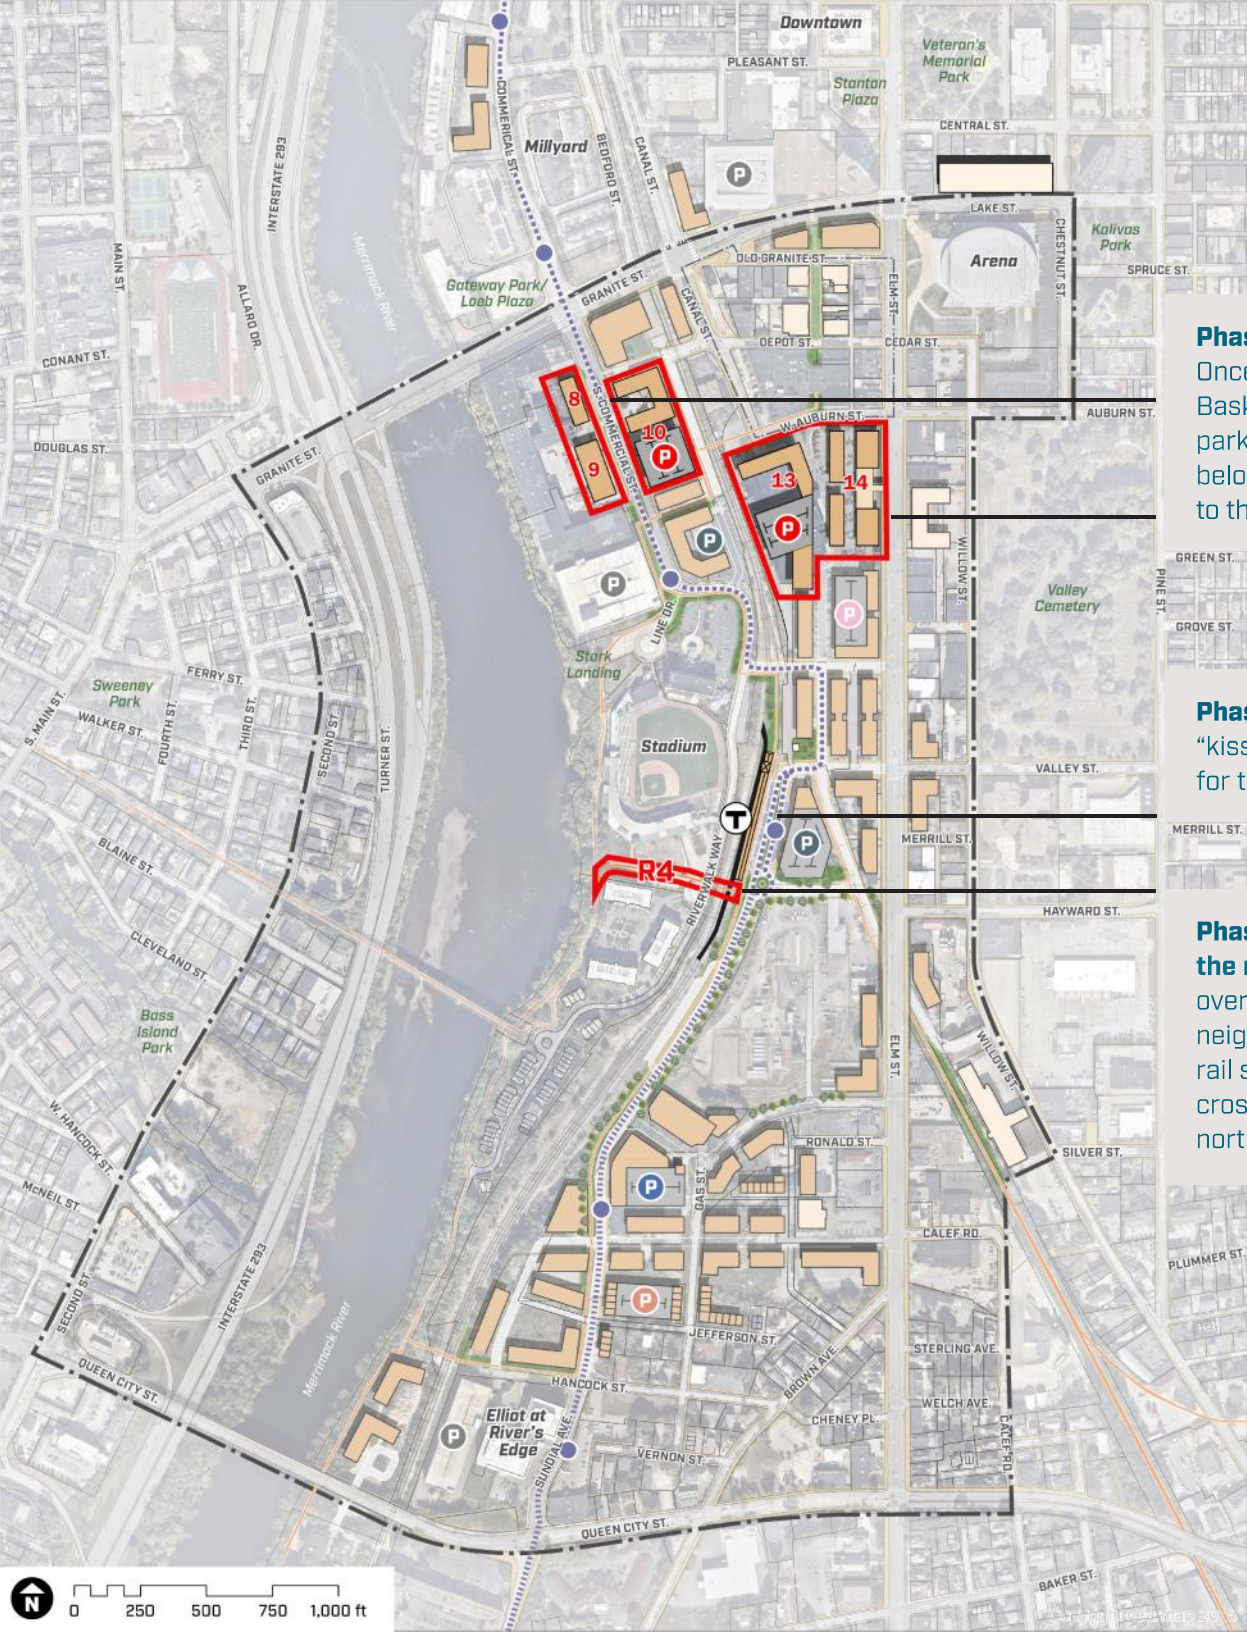 Downtown
PLEASANT ST.
Veteran's
Memorial
Park
Stanton
Plaza
CENTRAL ST.
COMMERICAL ST.
Millyard
BEDFORD ST.
CANAL ST.
P
INTERSTATE 293
LAKE ST.
CHESTNUT ST.
Kalivas
Park
MAIN ST.
Merrimack River
OLD GRANITE ST.
Arena
SPRUCE ST.
ALLARD DR.
Gateway Park/
Loeb Plaza
GRANITE ST.
CANAL ST.
ELM ST.
DEPOT ST.
CEDAR ST.
CONANT ST.
Phas
Once
Bask
park
belo
to th
8
S. COMMERCIAL ST.
10
P
9
W. AUBURN ST.
AUBURN ST.
DOUGLAS ST.
GRANITE ST.
13
14
P
P
P
WILLOW ST.
GREEN ST.
PINE ST.
Valley
Cemetery
P
GROVE ST.
LINE DR.
Stark
Landing
FERRY ST.
Sweeney
Park
S. MAIN ST.
WALKER ST.
FOURTH ST.
THIRD ST.
SECOND ST.
TURNER ST.
Stadium
Phas
“kiss
for t
VALLEY ST.
T
P
MERRILL ST.
MERRILL ST.
BLAINE ST.
R4
RIVERWALK WAY
HAYWARD ST.
CLEVELAND ST.
Phas
the r
over
neig
rail s
cros
nort
Bass
Island
Park
ELM ST.
WILLOW ST.
W. HANCOCK ST.
RONALD ST.
SILVER ST.
McNEIL ST.
P
GAS ST.
CALEF RD.
PLUMMER ST.
INTERSTATE 293
SECOND ST.
P
JEFFERSON ST.
Merrimack River
STERLING AVE.
BROWN AVE.
QUEEN CITY ST.
HANCOCK ST.
WELCH AVE.
Elliot at
River's
Edge
P
CHENEY PL.
CALEF RD.
SUNDIAL AVE.
VERNON ST.
QUEEN CITY ST.
BAKER ST.
N
0 250 500 750 1,000 ft